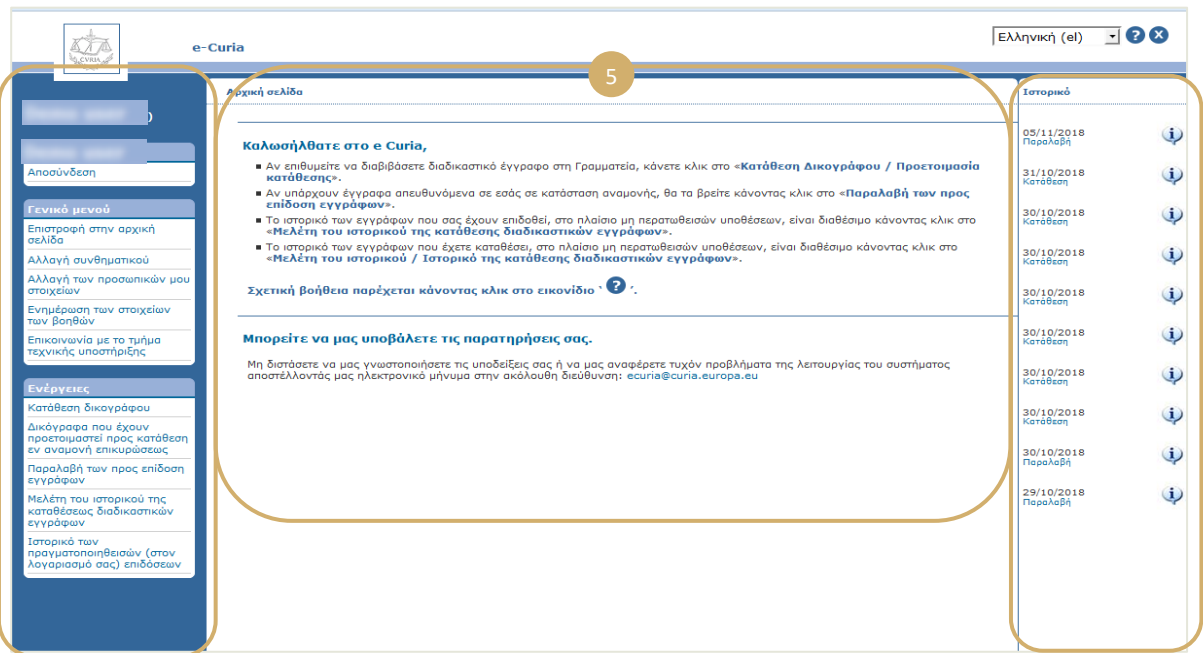 CVRIA
e-Curia
Ελληνική (el)
5
Αποσύνδεση
Γενικό μενού
Επιστροφή στην αρχική
σελίδα
Αλλαγή συνθηματικού
Αλλαγή των προσωπικών μου
στοιχείων
Ενημέρωση των στοιχείων
των βοηθών
Επικοινωνία με το τμήμα
τεχνικής υποστήριξης
Ενέργειες
Κατάθεση δικογράφου
Δικόγραφα που έχουν
προετοιμαστεί προς κατάθεση
εν αναμονή επικυρώσεως
Παραλαβή των προς επίδοση
εγγράφων
Μελέτη του ιστορικού της
καταθέσεως διαδικαστικών
εγγράφων
Ιστορικό των
πραγματοποιηθεισών (στον
λογαριασμό σας) επιδόσεων
Αρχική σελίδα
Καλωσήλθατε στο e Curia,
Αν επιθυμείτε να διαβιβάσετε διαδικαστικό έγγραφο στη Γραμματεία, κάνετε κλικ στο «Κατάθεση Δικογράφου / Προετοιμασία
κατάθεσης».
Αν υπάρχουν έγγραφα απευθυνόμενα σε εσάς σε κατάσταση αναμονής, θα τα βρείτε κάνοντας κλικ στο «Παραλαβή των προς
επίδοση εγγράφων».
Το ιστορικό των εγγράφων που σας έχουν επιδοθεί, στο πλαίσιο μη περατωθεισών υποθέσεων, είναι διαθέσιμο κάνοντας κλικ στο
«Μελέτη του ιστορικού της κατάθεσης διαδικαστικών εγγράφων».
Το ιστορικό των εγγράφων που έχετε καταθέσει, στο πλαίσιο μη περατωθεισών υποθέσεων, είναι διαθέσιμο κάνοντας κλικ στο
«Μελέτη του ιστορικού / Ιστορικό της κατάθεσης διαδικαστικών εγγράφων».
Σχετική βοήθεια παρέχεται κάνοντας κλικ στο εικονίδιο ‵ ? ′.
Μπορείτε να μας υποβάλετε τις παρατηρήσεις σας.
Μη διστάσετε να μας γνωστοποιήσετε τις υποδείξεις σας ή να μας αναφέρετε τυχόν προβλήματα της λειτουργίας του συστήματος
αποστέλλοντάς μας ηλεκτρονικό μήνυμα στην ακόλουθη διεύθυνση: ecuria@curia.europa.eu
Ιστορικό
05/11/2018
Παραλαβή
31/10/2018
Κατάθεση
30/10/2018
Κατάθεση
30/10/2018
Κατάθεση
30/10/2018
Κατάθεση
30/10/2018
Κατάθεση
30/10/2018
Κατάθεση
30/10/2018
Κατάθεση
30/10/2018
Παραλαβή
29/10/2018
Παραλαβή